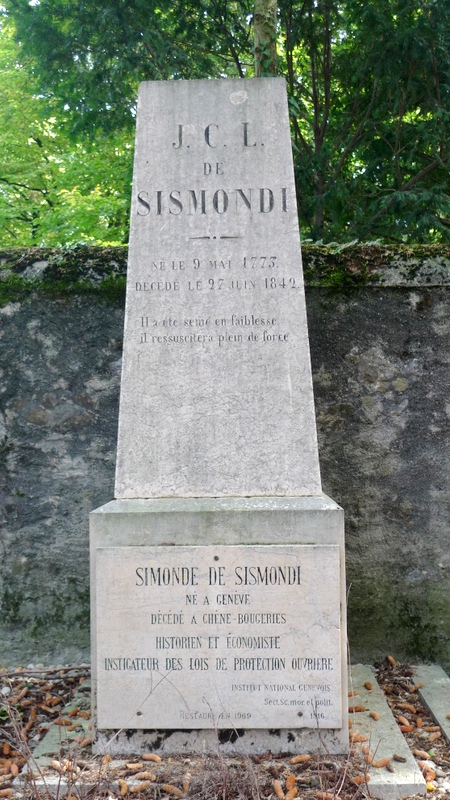 J. C. L.
DE
SISMONDI
NÉ LE 9 MAI 1773.
DÉCÉDÉ LE 27 JUIN 1842
Il a été semé en faiblesse
il ressuscitera plein de force
SIMONDE DE SISMONDI
NÉ A GENÈVE
DÉCÉDÉ A CHÊNE-BOUGERIES
HISTORIEN ET ÉCONOMISTE
INSTIGATEUR DES LOIS DE PROTECTION OUVRIÈRE
INSTITUT NATIONAL GENEVOIS
Sect. Sc. mor. et polit.
RESTAURÉ EN 1969
1916